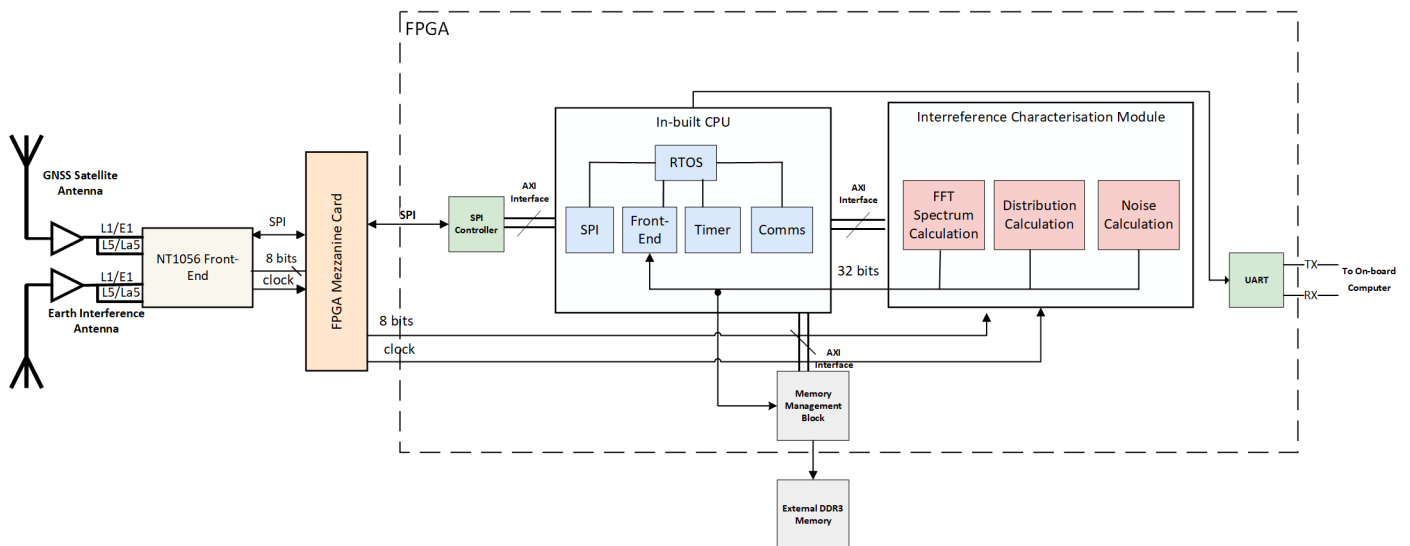 FPGA
GNSS Satellite
Antenna
L1/E1
L5/La5
L1/E1
L5/La5
Earth Interference
Antenna
NT1056 Front-
End
SPI
8 bits
clock
FPGA Mezzanine Card
SPI
8 bits
clock
SPI
Controller
AXI
Interface
In-built CPU
RTOS
SPI
Front-
End
Timer
Comms
AXI
Interface
32 bits
Interreference Characterisation Module
FFT
Spectrum
Calculation
Distribution
Calculation
Noise
Calculation
UART
TX
RX
To On-board
Computer
AXI
Interface
Memory
Management
Block
External DDR3
Memory